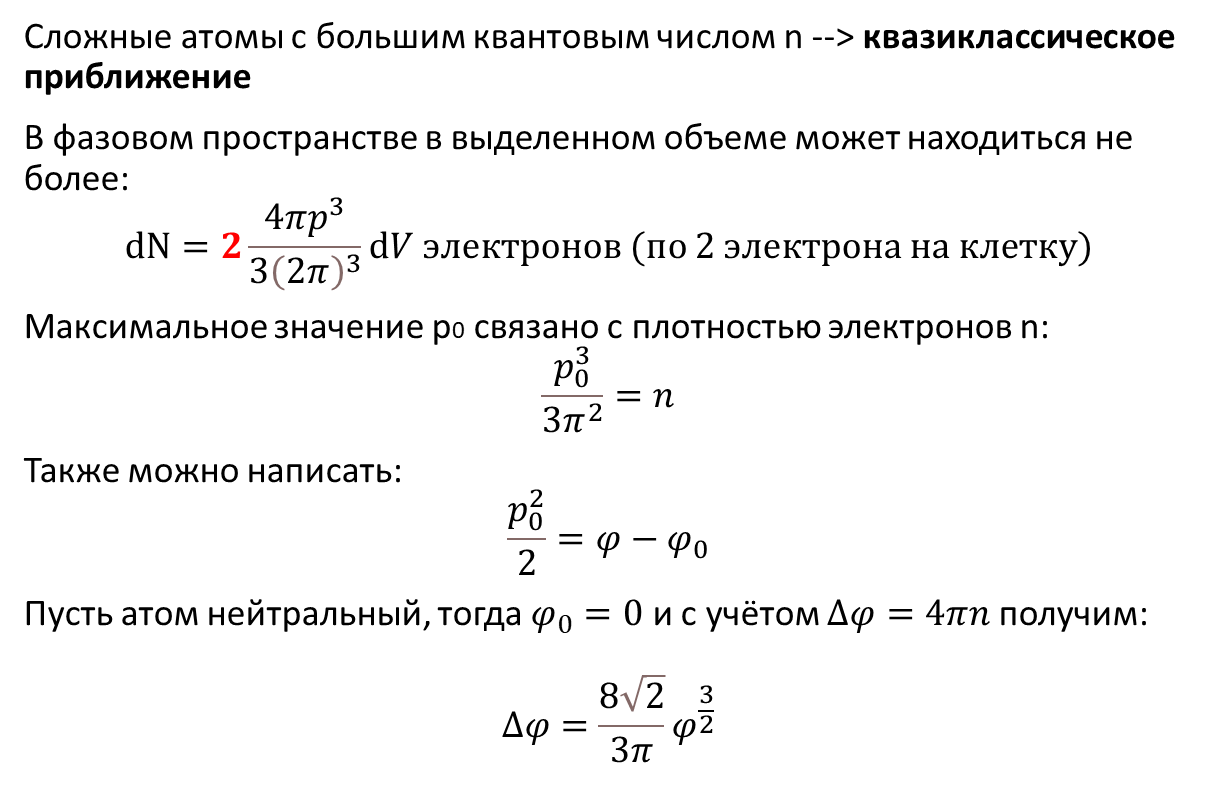 Сложные атомы с большим квантовым числом n --> квазиклассическое
приближение
В фазовом пространстве в выделенном объеме может находиться не
более:
dN = 2 4πp³/3(2π)³ dV электронов (по 2 электрона на клетку)
Максимальное значение p₀ связано с плотностью электронов n:
p₀³/3π² = n
Также можно написать:
p₀²/2 = φ − φ₀
Пусть атом нейтральный, тогда φ₀ = 0 и с учётом Δφ = 4πn получим:
Δφ = 8√2/3π φ^(3/2)